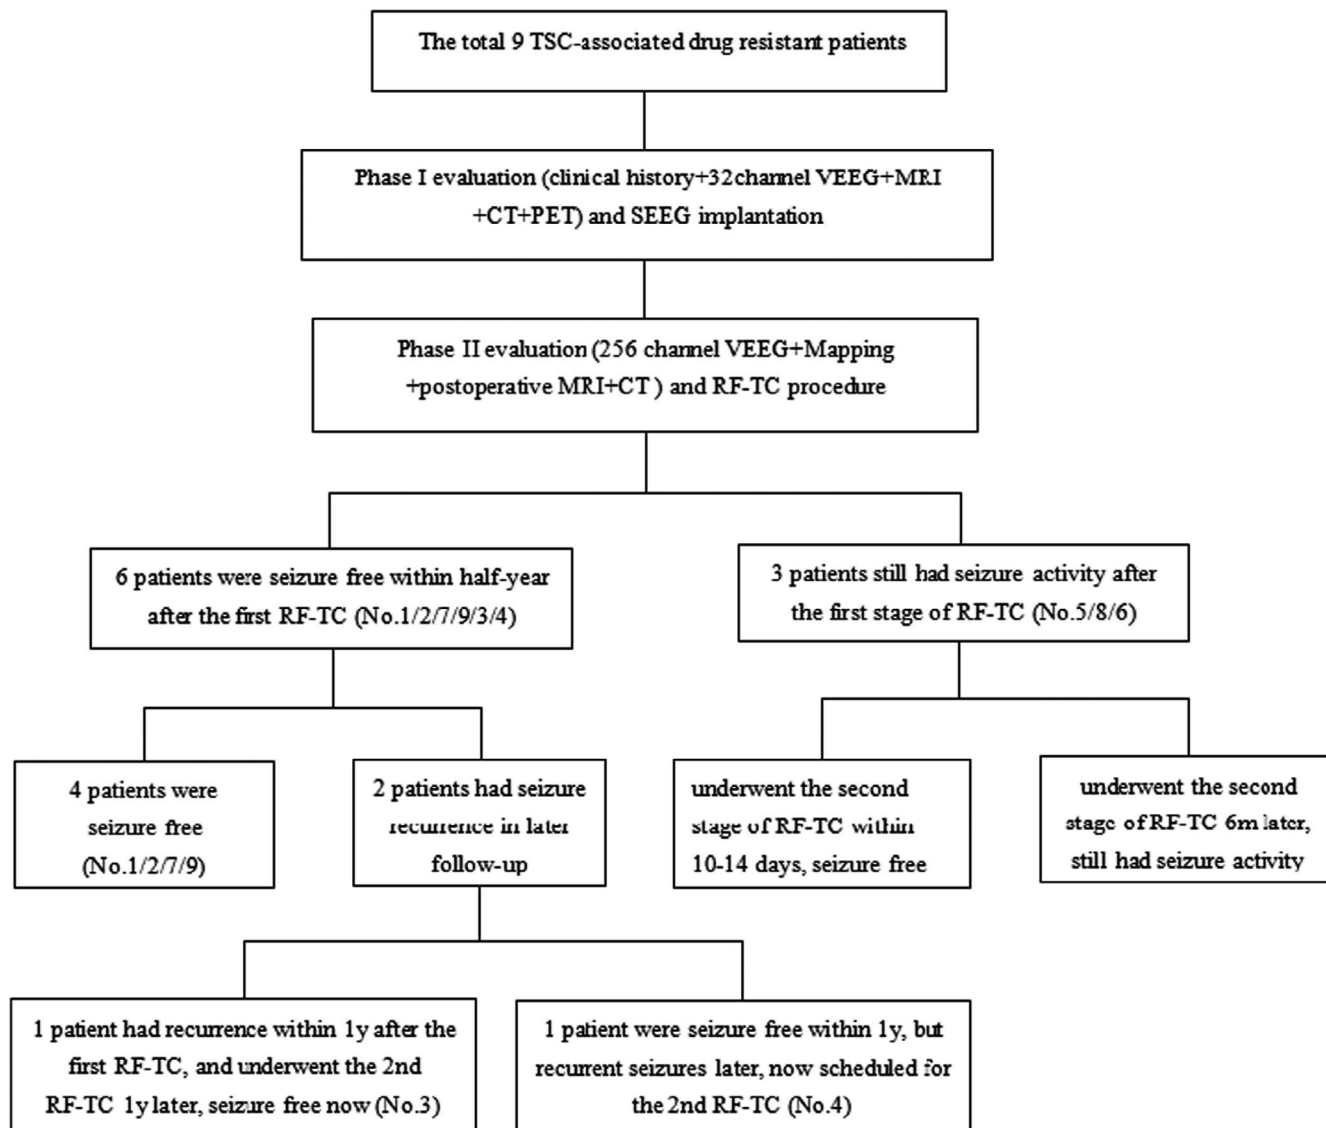 The total 9 TSC-associated drug resistant patients
Phase I evaluation (clinical history+32channel VEEG+MRI
+CT+PET) and SEEG implantation
Phase II evaluation (256 channel VEEG+Mapping
+postoperative MRI+CT ) and RF-TC procedure
6 patients were seizure free within half-year
after the first RF-TC (No.1/2/7/9/3/4)
3 patients still had seizure activity after
the first stage of RF-TC (No.5/8/6)
4 patients were
seizure free
(No.1/2/7/9)
2 patients had seizure
recurrence in later
follow-up
underwent the second
stage of RF-TC within
10-14 days, seizure free
underwent the second
stage of RF-TC 6m later,
still had seizure activity
1 patient had recurrence within 1y after the
first RF-TC, and underwent the 2nd
RF-TC 1y later, seizure free now (No.3)
1 patient were seizure free within 1y, but
recurrent seizures later, now scheduled for
the 2nd RF-TC (No.4)